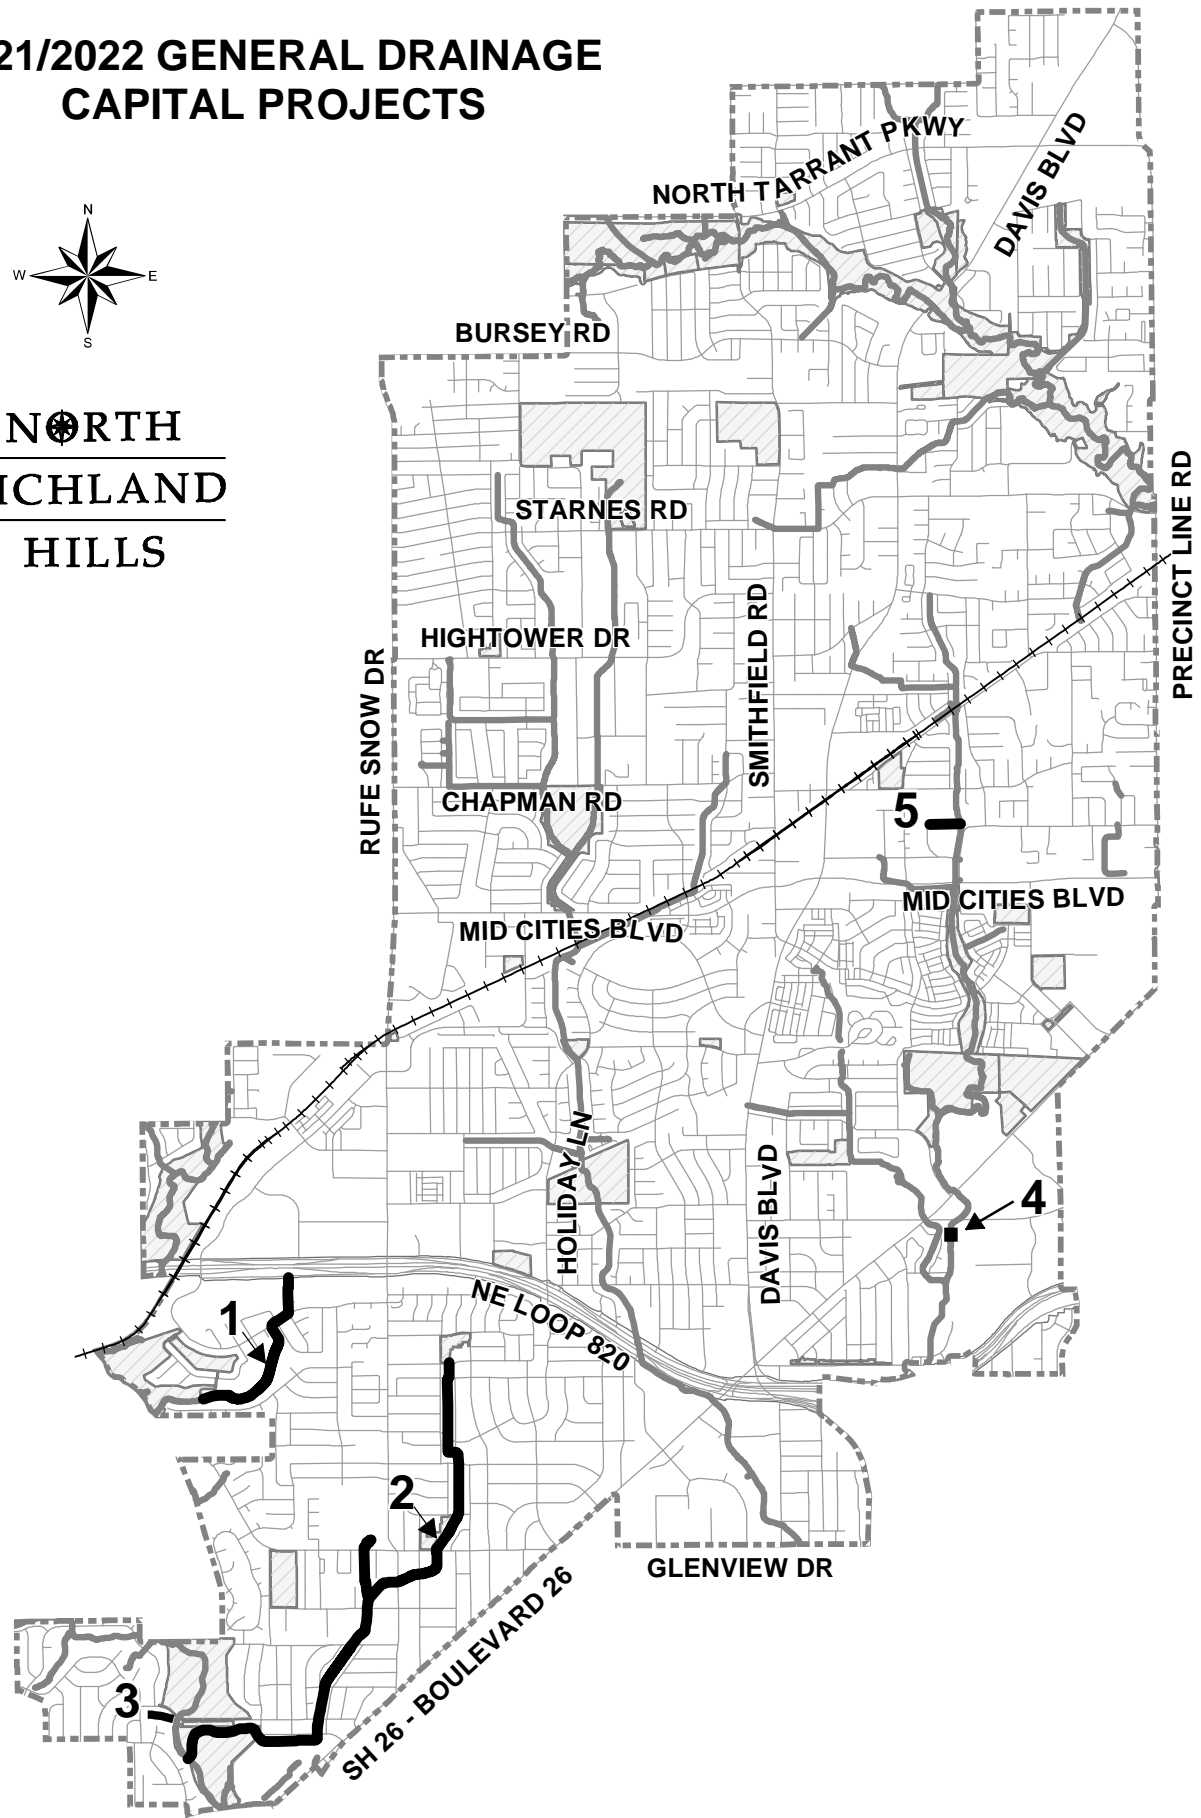 21/2022 GENERAL DRAINAGE
CAPITAL PROJECTS
N
W E
S
NORTH
ICHLAND
HILLS
NORTH TARRANT PKWY
DAVIS BLVD
BURSEY RD
STARNES RD
PRECINCT LINE RD
HIGHTOWER DR
SMITHFIELD RD
RUFE SNOW DR
CHAPMAN RD
5
MID CITIES BLVD
MID CITIES BLVD
HOLIDAY LN
DAVIS BLVD
4
NE LOOP 820
1
2
GLENVIEW DR
SH 26 - BOULEVARD 26
3